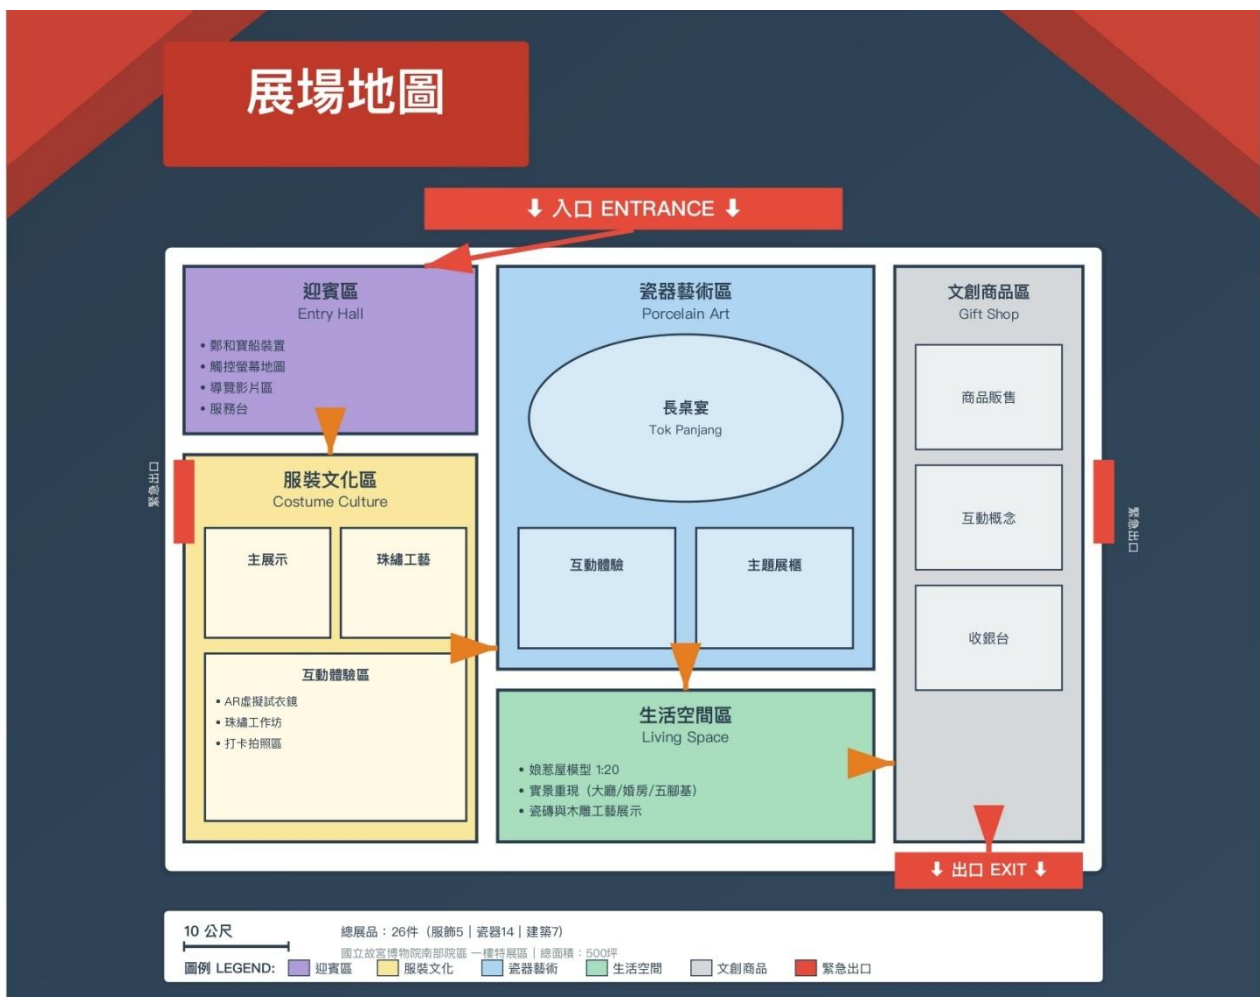 展場地圖
⬇ 入口 ENTRANCE ⬇
迎賓區
Entry Hall
• 鄭和寶船裝置
• 觸控螢幕地圖
• 導覽影片區
• 服務台
緊急出口
服裝文化區
Costume Culture
主展示
珠繡工藝
互動體驗區
• AR虛擬試衣鏡
• 珠繡工作坊
• 打卡拍照區
瓷器藝術區
Porcelain Art
長桌宴
Tok Panjang
互動體驗
主題展櫃
生活空間區
Living Space
• 娘惹屋模型 1:20
• 實景重現（大廳/婚房/五腳基）
• 瓷磚與木雕工藝展示
文創商品區
Gift Shop
商品販售
互動概念
收銀台
緊急出口
⬇ 出口 EXIT ⬇
10 公尺
總展品：26件（服飾5｜瓷器14｜建築7）
國立故宮博物院南部院區 一樓特展區｜總面積：500坪
圖例 LEGEND: 迎賓區 服裝文化 瓷器藝術 生活空間 文創商品 緊急出口